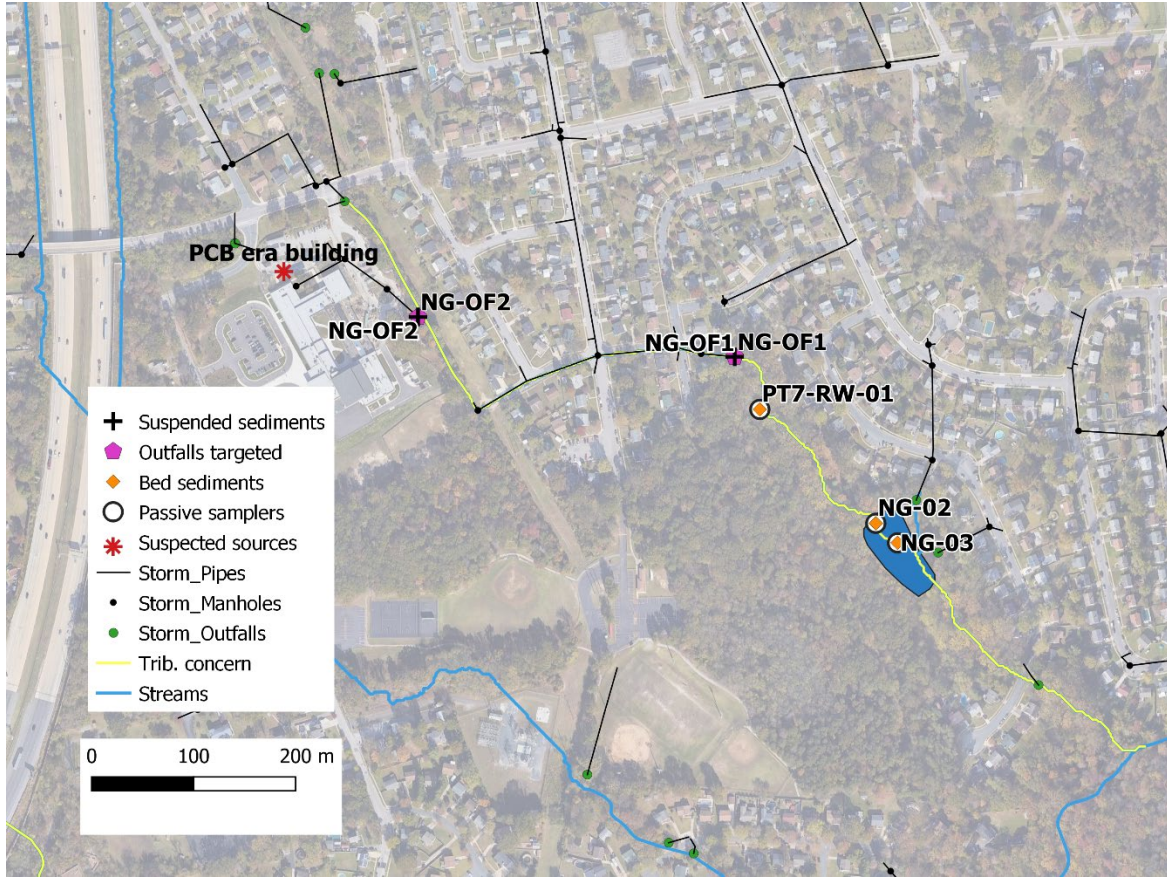 PCB era building
NG-OF2
NG-OF2
NG-OF1
NG-OF1
PT7-RW-01
NG-02
NG-03
Suspended sediments
Outfalls targeted
Bed sediments
Passive samplers
Suspected sources
Storm_Pipes
Storm_Manholes
Storm_Outfalls
Trib. concern
Streams
0 100 200 m